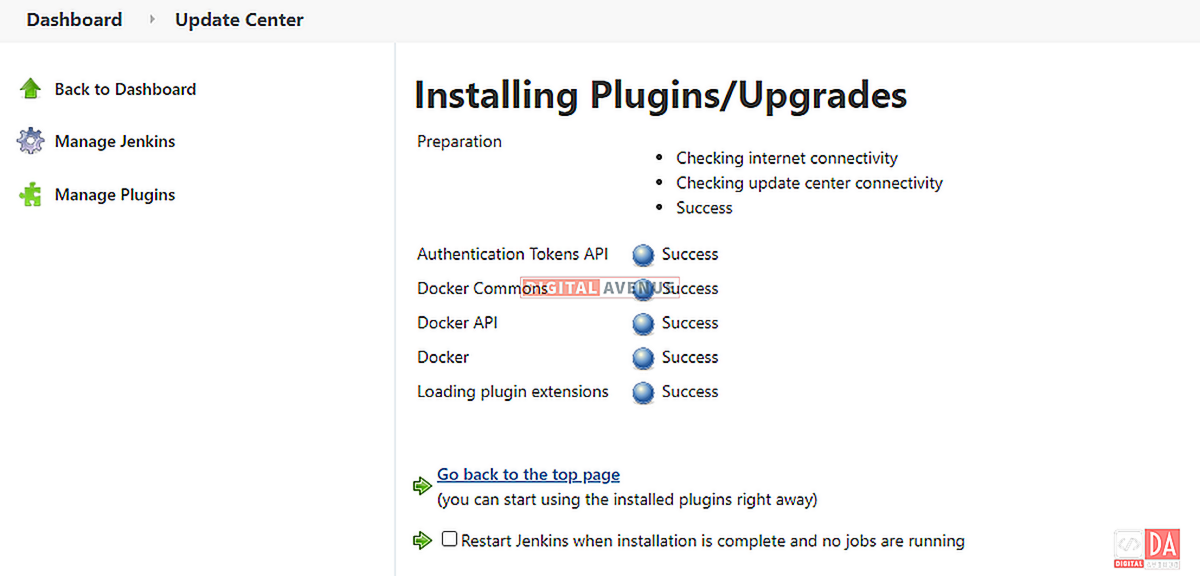 Dashboard Update Center
Back to Dashboard
Manage Jenkins
Manage Plugins
Installing Plugins/Upgrades
Preparation
Checking internet connectivity
Checking update center connectivity
Success
Authentication Tokens API Success
Docker Commons Success
DIGITAL AVENUE
Docker API Success
Docker Success
Loading plugin extensions Success
Go back to the top page
(you can start using the installed plugins right away)
Restart Jenkins when installation is complete and no jobs are running
</> DA
DIGITAL AVENUE